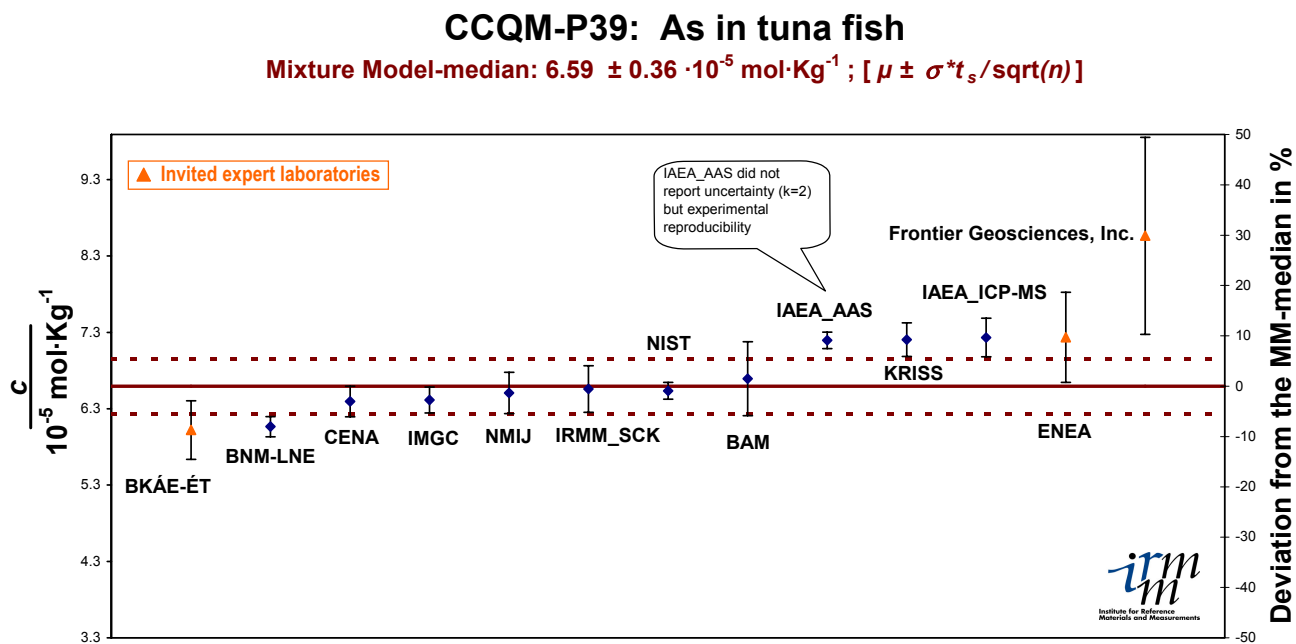 CCQM-P39: As in tuna fish
Mixture Model-median: 6.59 ± 0.36 ·10⁻⁵ mol·Kg⁻¹ ; [ µ ± σ*tₛ/sqrt(n) ]
▲ Invited expert laboratories
IAEA_AAS did not
report uncertainty (k=2)
but experimental
reproducibility
Frontier Geosciences, Inc.
IAEA_ICP-MS
IAEA_AAS
NIST
KRISS
CENA
IMGC
NMIJ
IRMM_SCK
BAM
ENEA
BNM-LNE
BKÁE-ÉT
c
10⁻⁵ mol·Kg⁻¹
9.3
8.3
7.3
6.3
5.3
4.3
3.3
50
40
30
20
10
0
-10
-20
-30
-40
-50
Deviation from the MM-median in %
irmm
Institute for Reference
Materials and Measurements